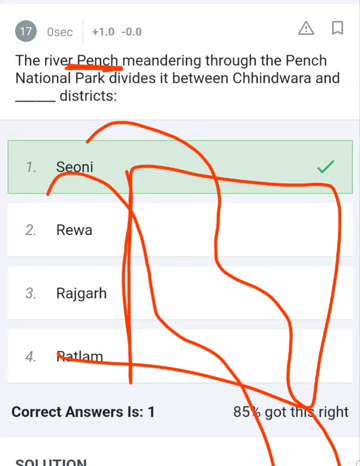 17 0sec +1.0 -0.0
The river Pench meandering through the Pench
National Park divides it between Chhindwara and
______ districts:
1. Seoni
2. Rewa
3. Rajgarh
4. Ratlam
Correct Answers Is: 1 85% got this right
SOLUTION